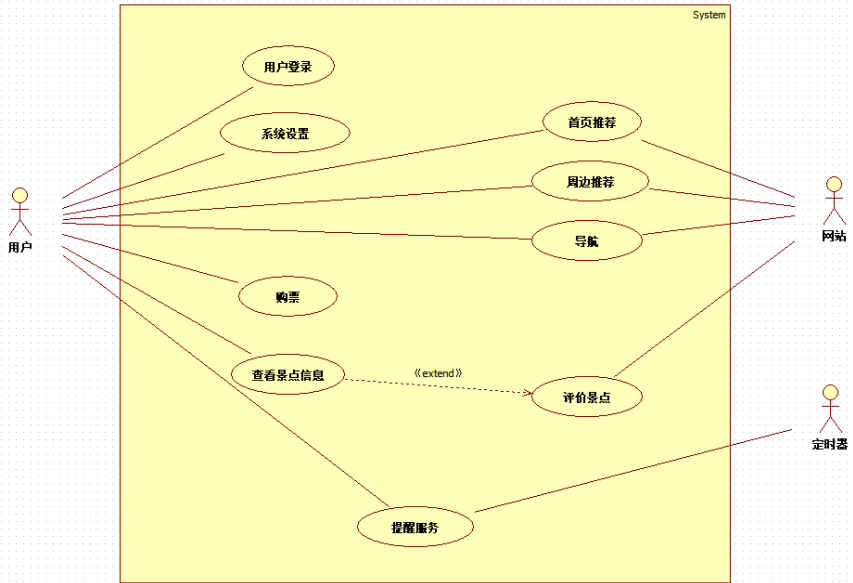 System
用户登录
系统设置
首页推荐
周边推荐
用户
网站
导航
购票
查看景点信息
《extend》
评价景点
定时器
提醒服务